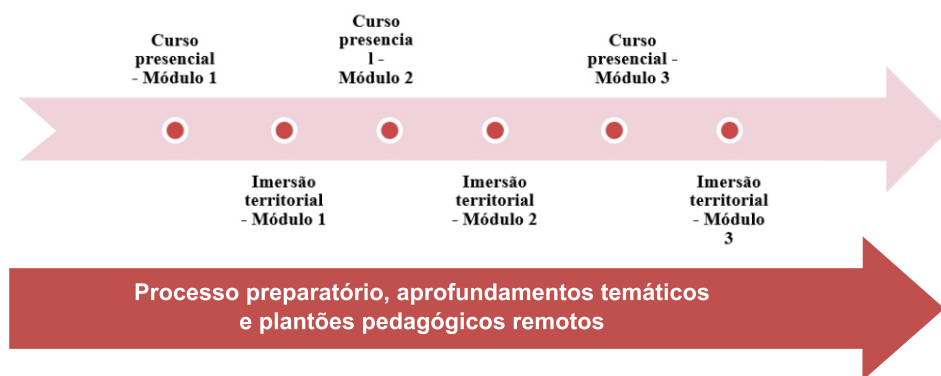 Curso
presencial
- Módulo 1
Imersão
territorial
- Módulo 1
Curso
presencia
l -
Módulo 2
Imersão
territorial
- Módulo 2
Curso
presencial -
Módulo 3
Imersão
territorial
- Módulo
3
Processo preparatório, aprofundamentos temáticos
e plantões pedagógicos remotos